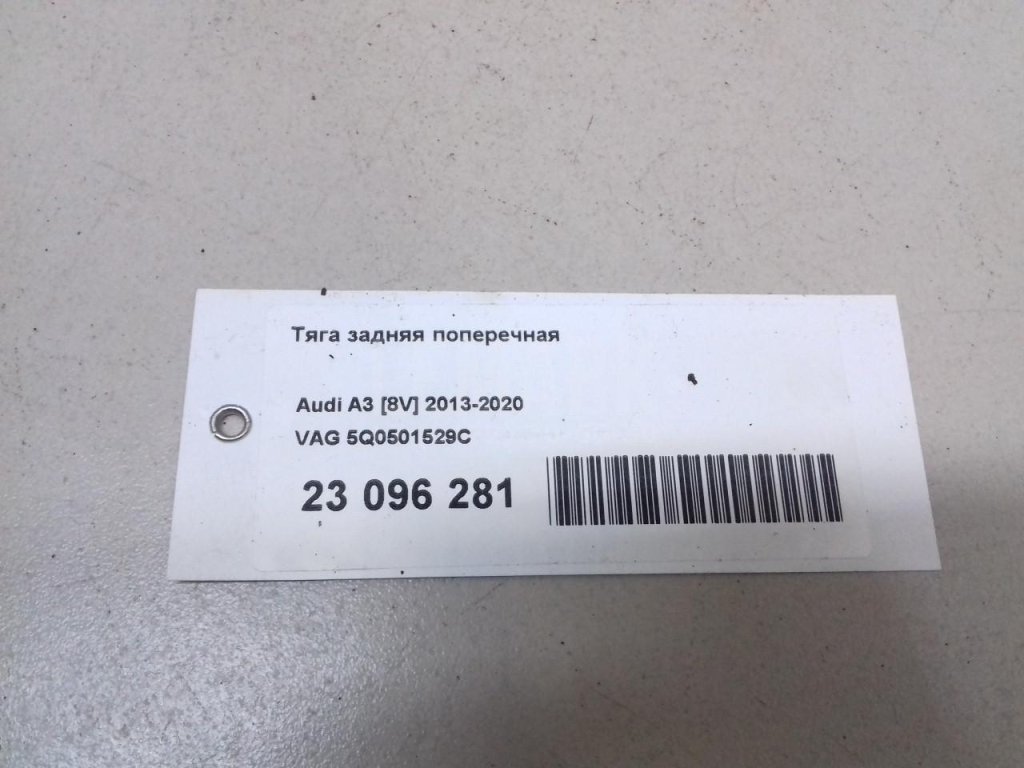 Тяга задняя поперечная
Audi A3 [8V] 2013-2020
VAG 5Q0501529C
23 096 281